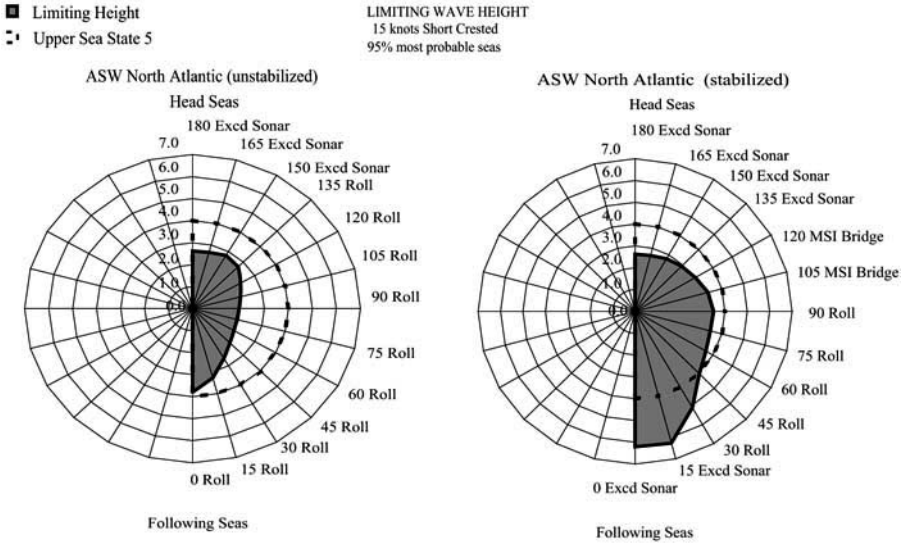 Limiting Height
Upper Sea State 5
LIMITING WAVE HEIGHT
15 knots Short Crested
95% most probable seas
ASW North Atlantic (unstabilized)
Head Seas
180 Excd Sonar
165 Excd Sonar
150 Excd Sonar
135 Roll
120 Roll
105 Roll
90 Roll
75 Roll
60 Roll
45 Roll
30 Roll
15 Roll
0 Roll
7.0
6.0
5.0
4.0
3.0
2.0
1.0
0.0
Following Seas
ASW North Atlantic (stabilized)
Head Seas
180 Excd Sonar
165 Excd Sonar
150 Excd Sonar
135 Excd Sonar
120 MSI Bridge
105 MSI Bridge
90 Roll
75 Roll
60 Roll
45 Roll
30 Roll
15 Excd Sonar
0 Excd Sonar
7.0
6.0
5.0
4.0
3.0
2.0
1.0
0.0
Following Seas